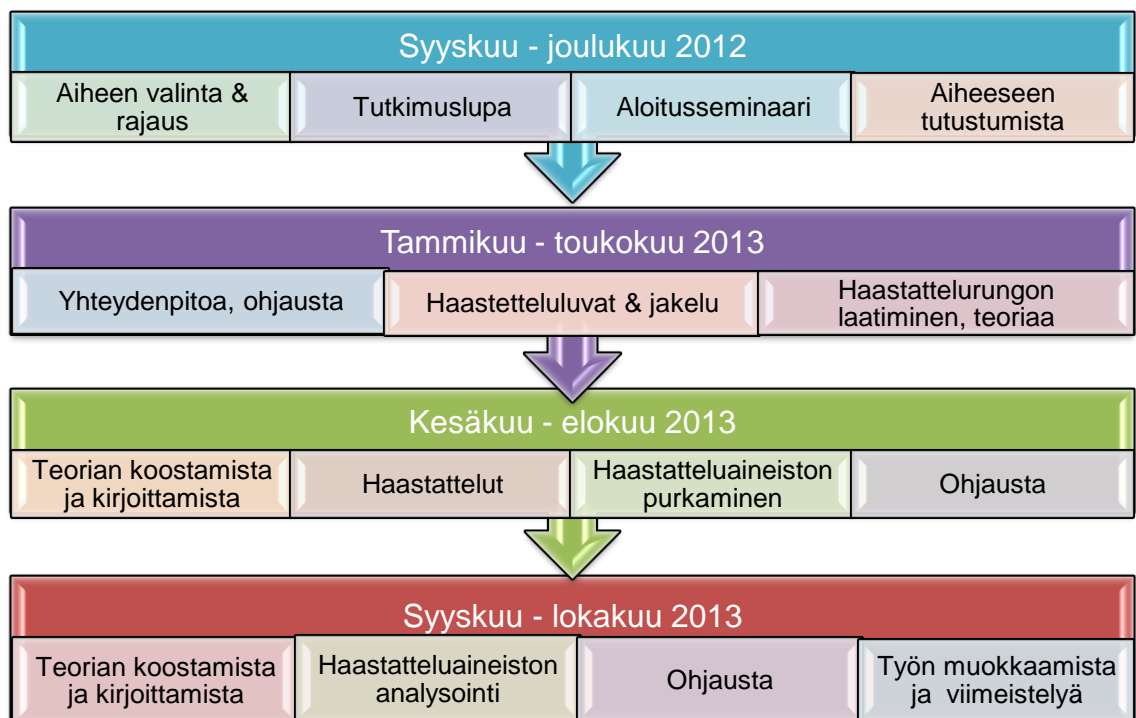 Syyskuu - joulukuu 2012
Aiheen valinta &
rajaus
Tutkimuslupa
Aloitusseminaari
Aiheeseen
tutustumista
Tammikuu - toukokuu 2013
Yhteydenpitoa, ohjausta
Haastetteluluvat & jakelu
Haastattelurungon
laatiminen, teoriaa
Kesäkuu - elokuu 2013
Teorian koostamista
ja kirjoittamista
Haastattelut
Haastatteluaineiston
purkaminen
Ohjausta
Syyskuu - lokakuu 2013
Teorian koostamista
ja kirjoittamista
Haastatteluaineiston
analysointi
Ohjausta
Työn muokkaamista
ja viimeistelyä